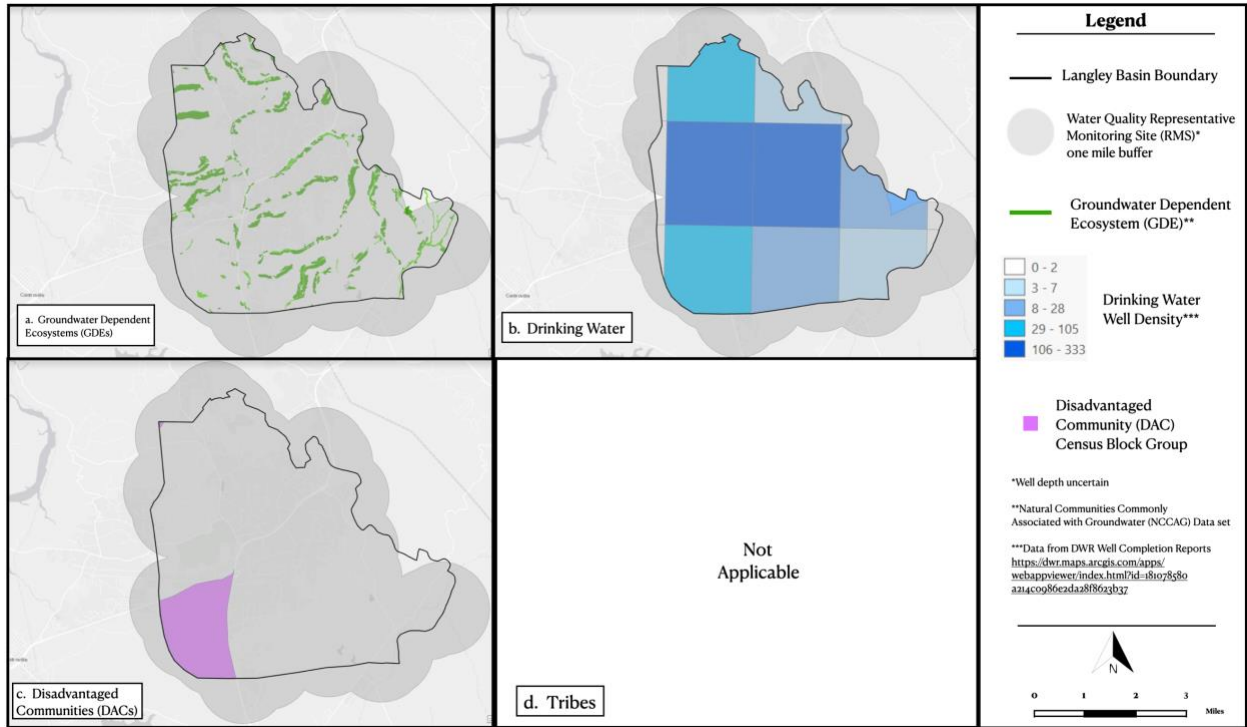 a. Groundwater Dependent
Ecosystems (GDEs)
b. Drinking Water
c. Disadvantaged
Communities (DACs)
Not
Applicable
d. Tribes
Legend
Langley Basin Boundary
Water Quality Representative
Monitoring Site (RMS)*
one mile buffer
Groundwater Dependent
Ecosystem (GDE)**
0 - 2
3 - 7
8 - 28
29 - 105
106 - 333
Drinking Water
Well Density***
Disadvantaged
Community (DAC)
Census Block Group
*Well depth uncertain
**Natural Communities Commonly
Associated with Groundwater (NCCAG) Data set
***Data from DWR Well Completion Reports
https://dwr.maps.arcgis.com/apps/
webappviewer/index.html?id=181078580
a214c0986e2da28f8623b37
N
0 1 2 3
Miles